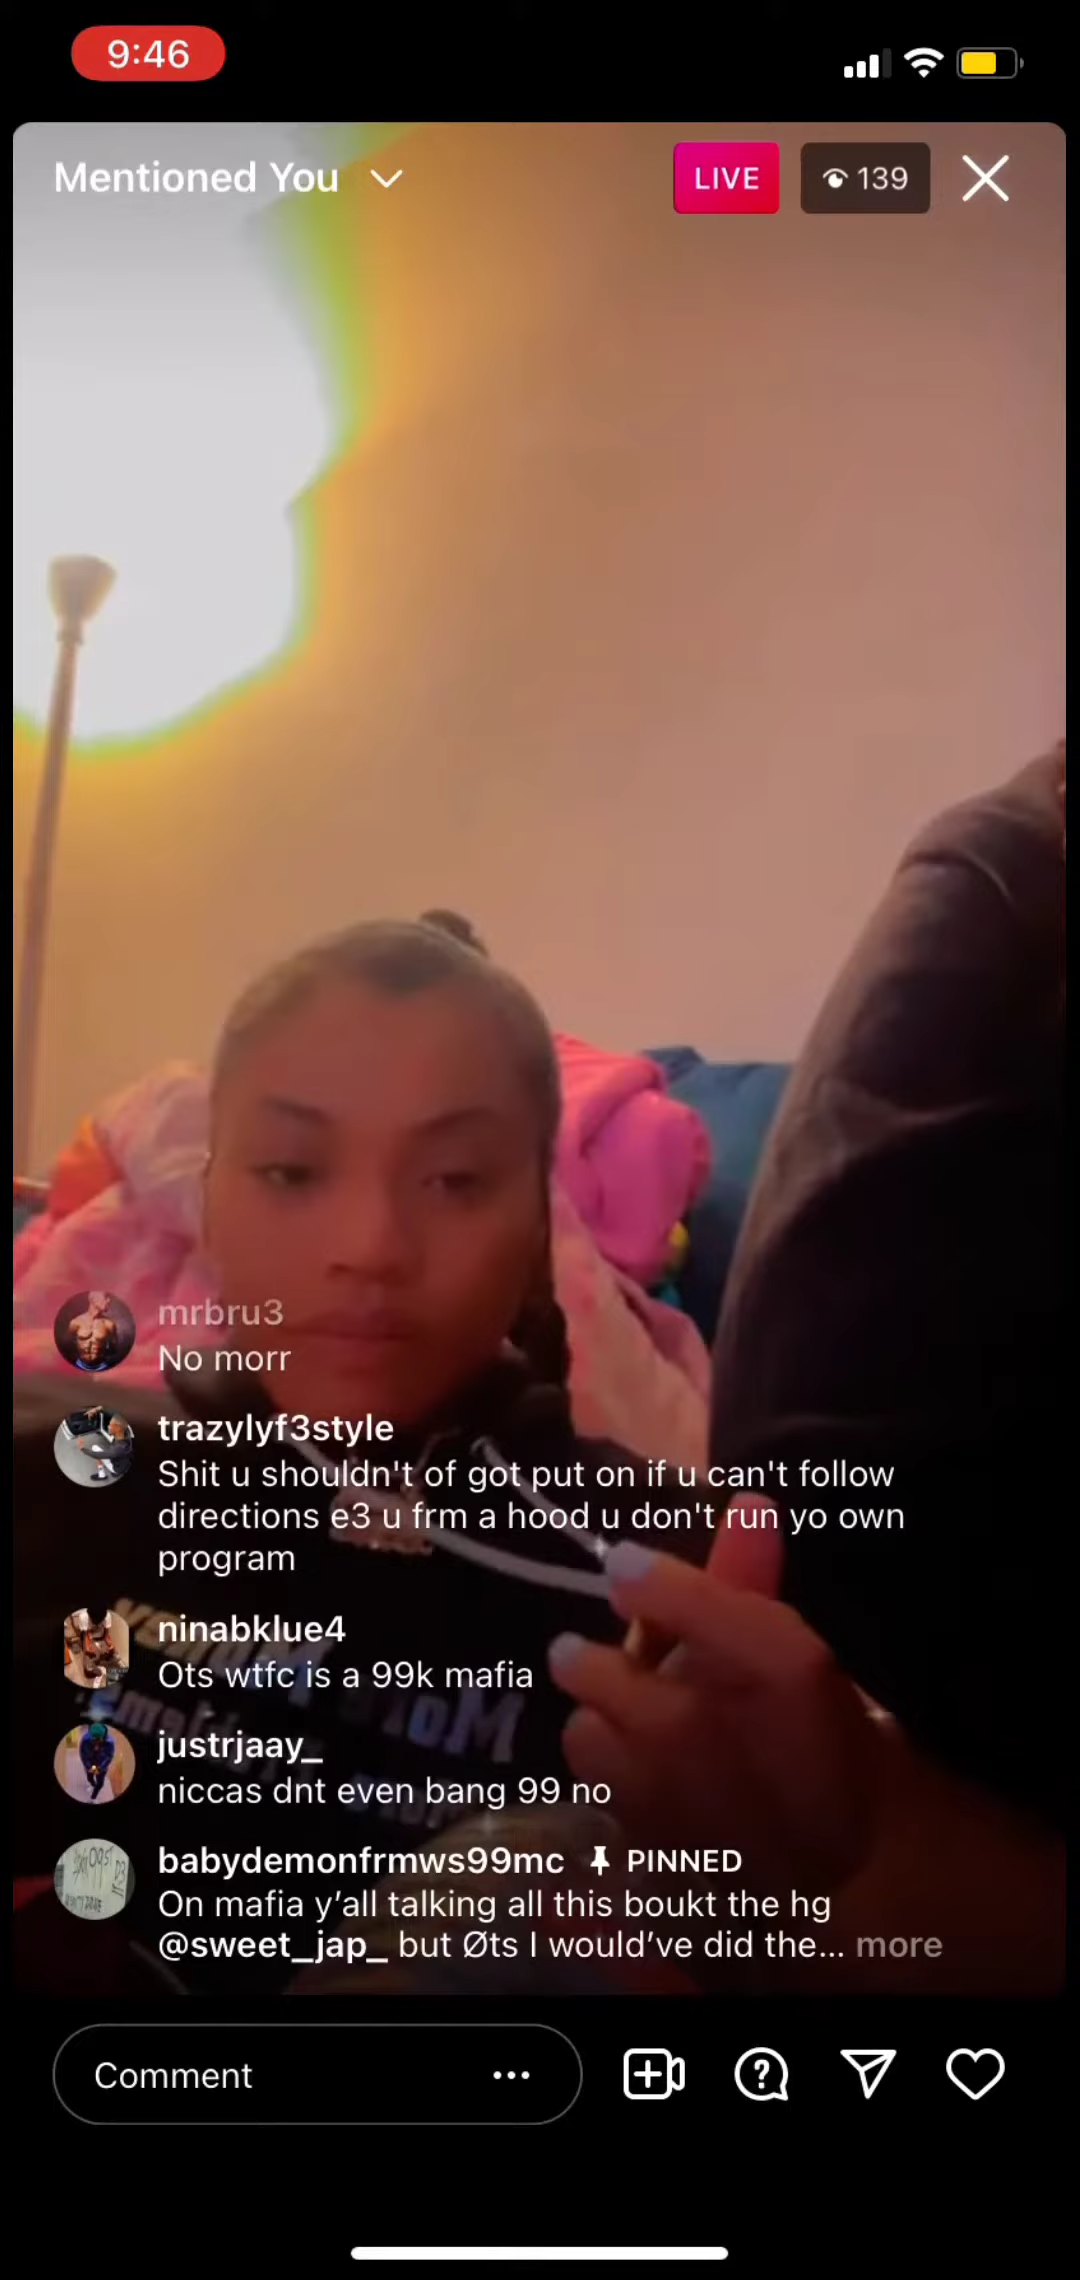 9:46
Mentioned You
LIVE
139
mrbru3
No morr
trazylyf3style
Shit u shouldn't of got put on if u can't follow
directions e3 u frm a hood u don't run yo own
program
ninabklue4
Ots wtfc is a 99k mafia
justrjaay_
niccas dnt even bang 99 no
babydemonfrmws99mc PINNED
On mafia y’all talking all this boukt the hg
@sweet_jap_ but Øts I would’ve did the... more
Comment